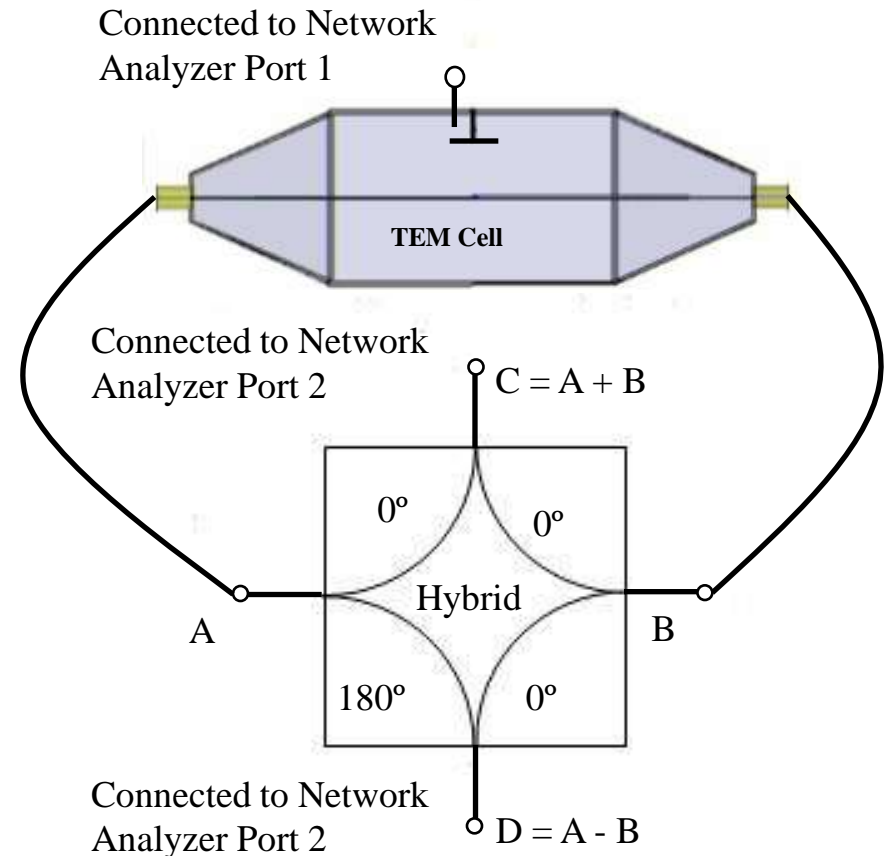 Connected to Network
Analyzer Port 1
TEM Cell
Connected to Network
Analyzer Port 2
C = A + B
0º
0º
Hybrid
A
B
180º
0º
Connected to Network
Analyzer Port 2
D = A - B